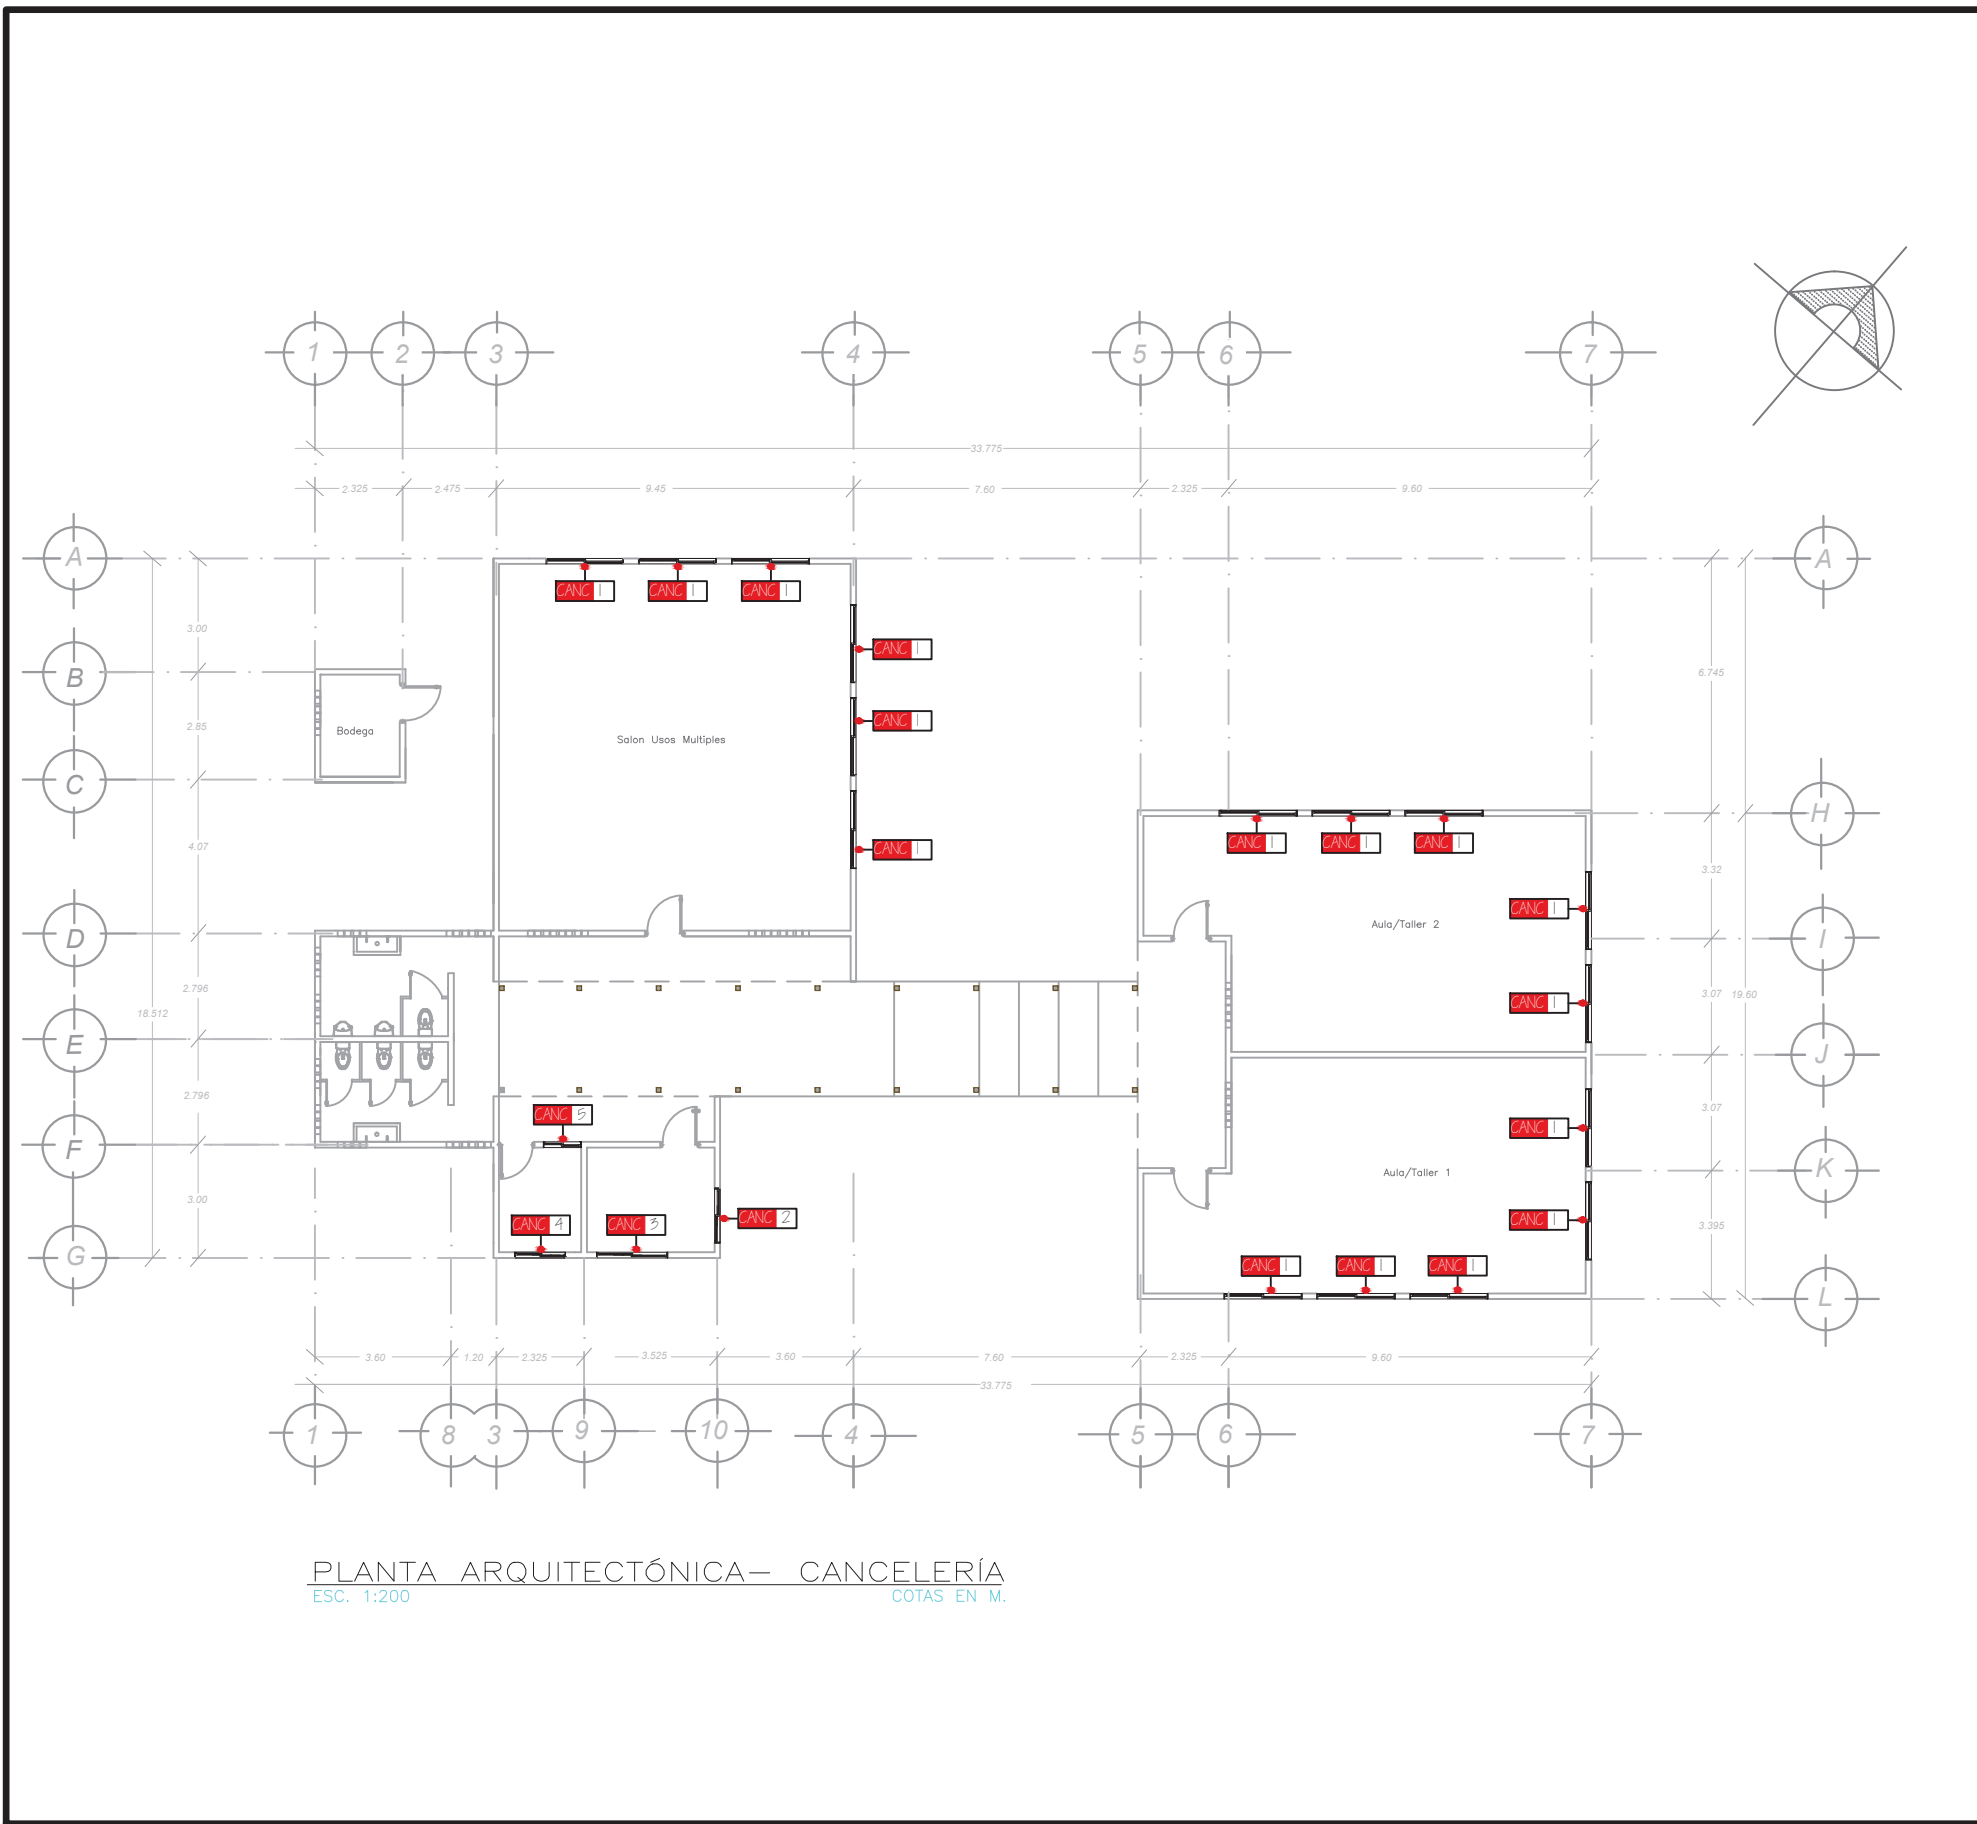 1 2 3 4 5 6 7
33.775
2.325 2.475 9.45 7.60 2.325 9.60
A A
3.00
B
6.745
2.85
Bodega
Salon Usos Multiples
C
H
4.07
3.32
D
I
2.796
18.512
3.07 19.60
E
J
2.796
3.07
F
K
3.00
3.395
G
L
CANC 1 CANC 1 CANC 1
CANC 1
CANC 1
CANC 1
CANC 1 CANC 1 CANC 1
CANC 1
Aula/Taller 2
CANC 1
CANC 5
CANC 1
Aula/Taller 1
CANC 4 CANC 3 CANC 2
CANC 1
CANC 1 CANC 1 CANC 1
3.60 1.20 2.325 3.525 3.60 7.60 2.325 9.60
33.775
1 8 3 9 10 4 5 6 7
PLANTA ARQUITECTÓNICA— CANCELERÍA
ESC. 1:200 COTAS EN M.